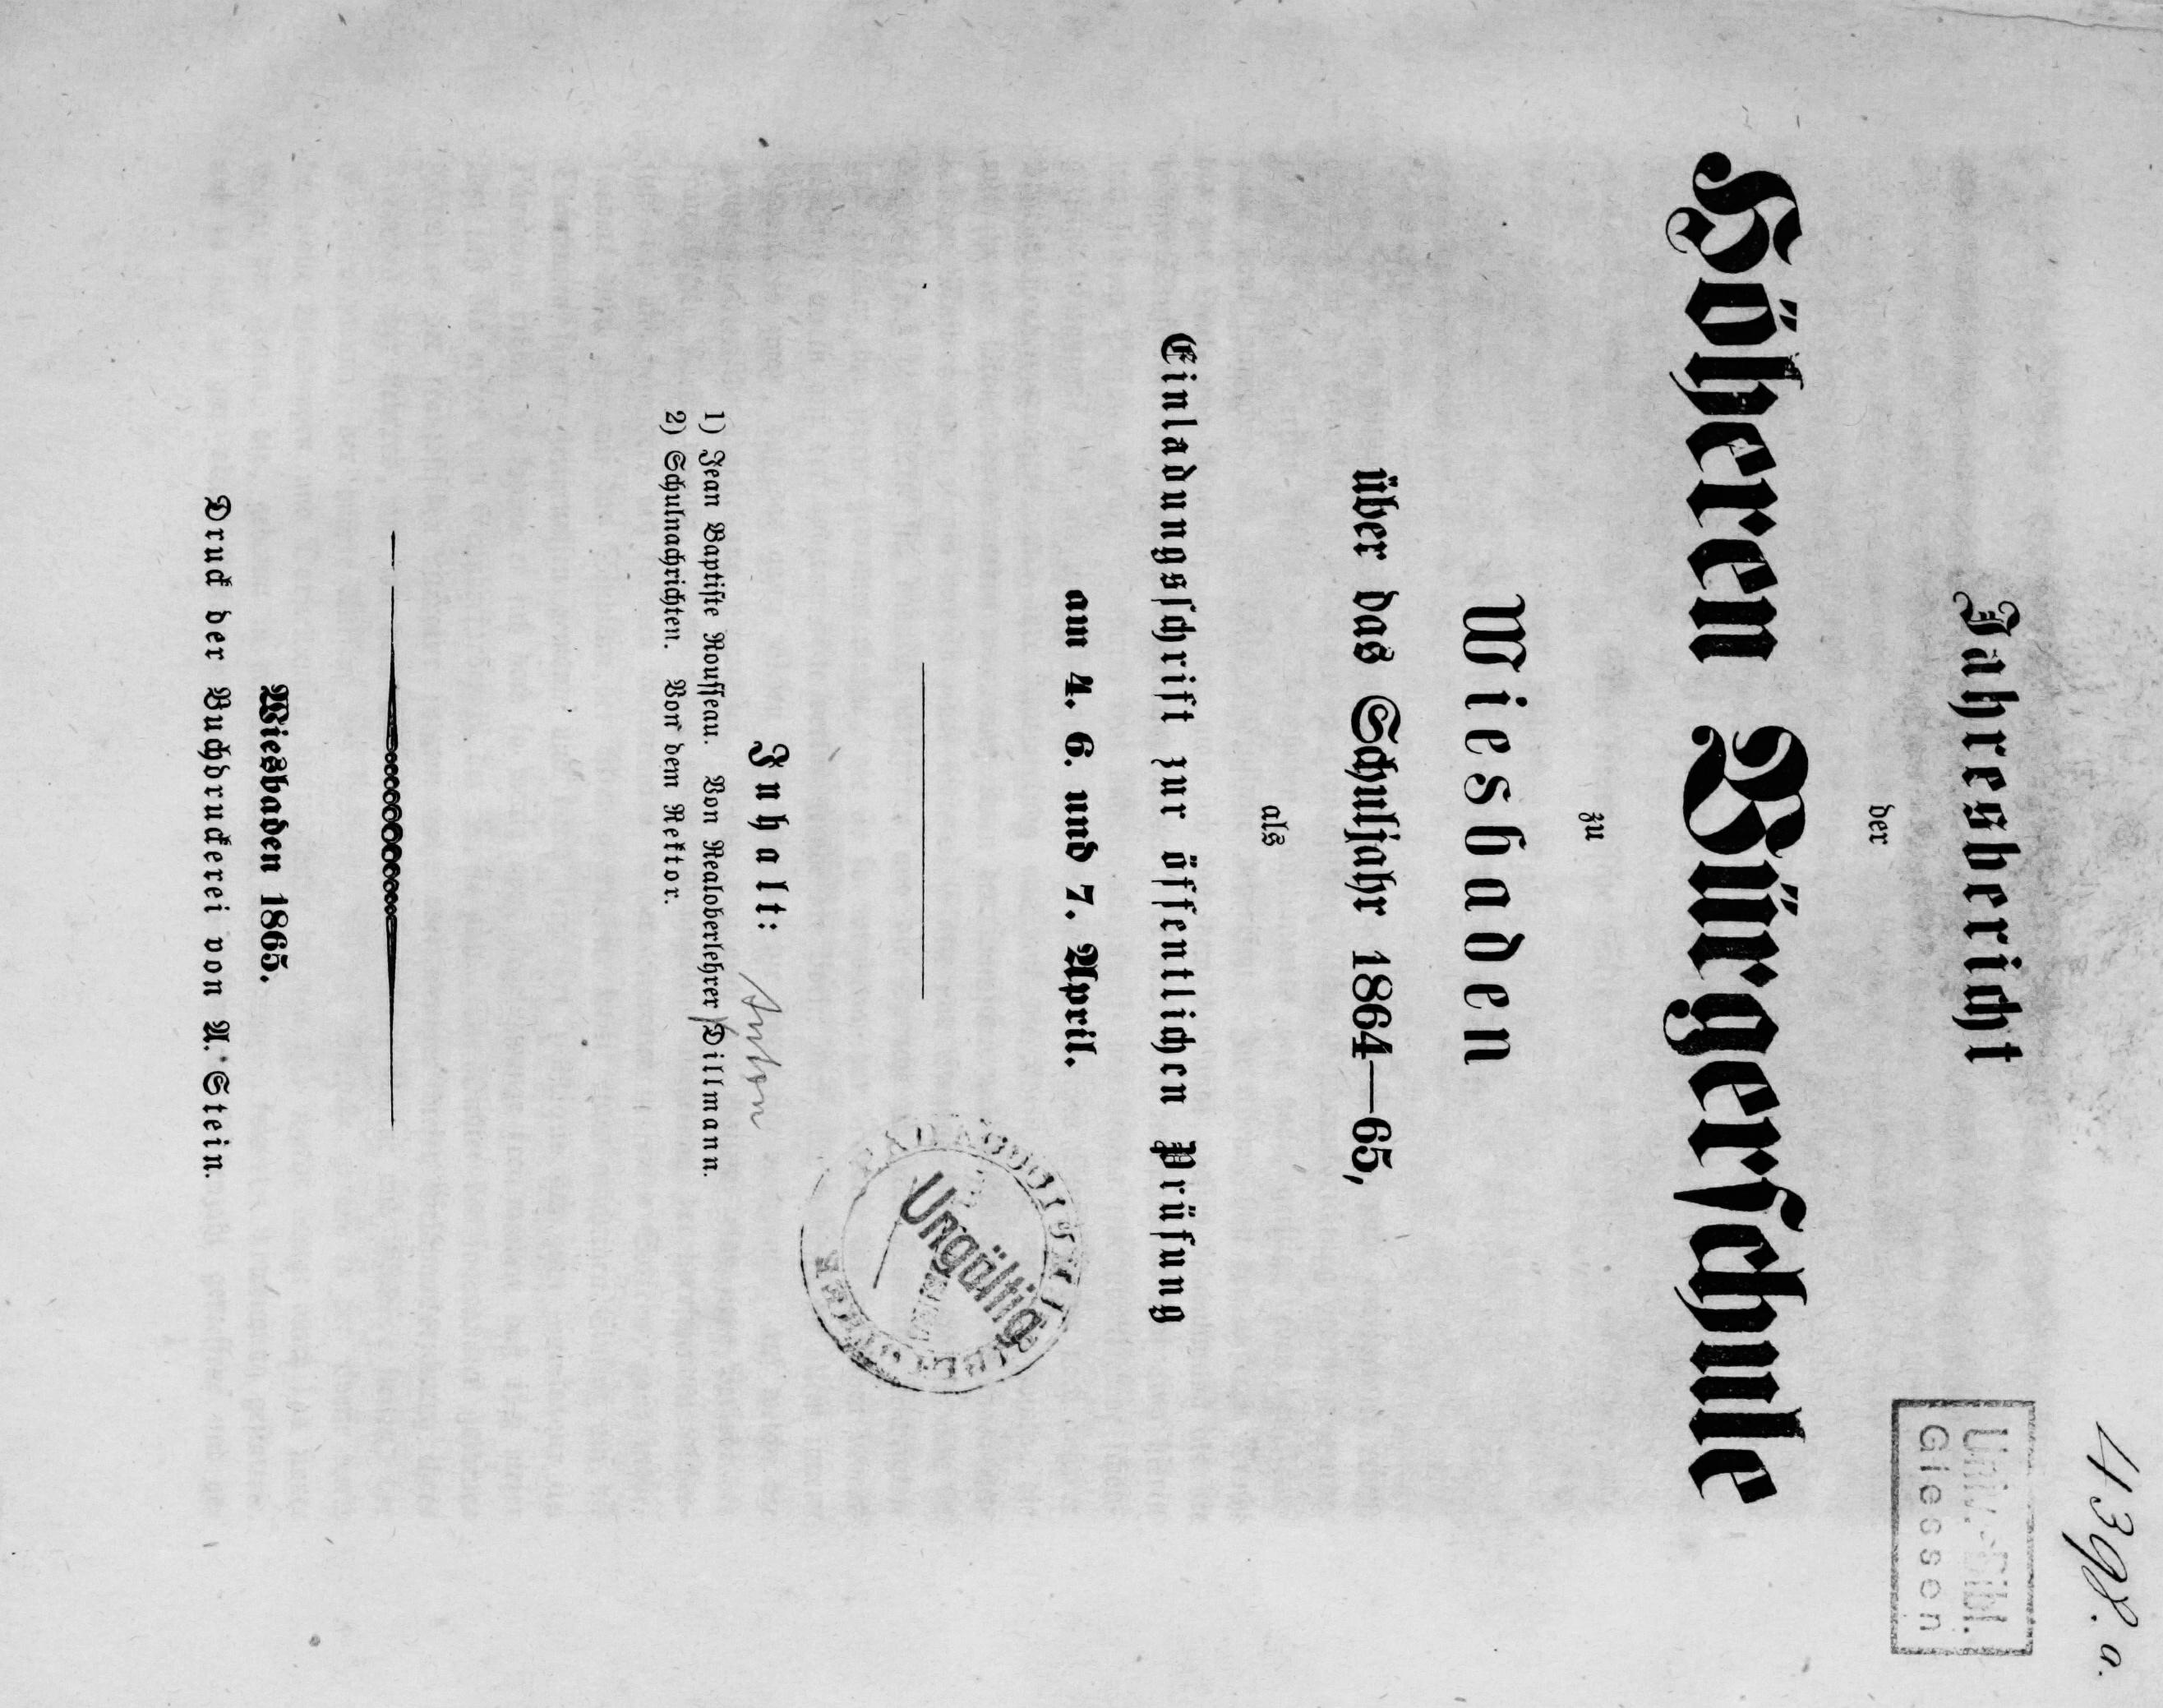 4398. a.
Univ.-Bibl.
Giessen
Jahresbericht
der
Höheren Bürgerschule
zu
Wiesbaden
über das Schuljahr 1864—65,
als
Einladungsschrift zur öffentlichen Prüfung
am 4. 6. und 7. April.
Ungültig
Inhalt:
Anton
1) Jean Baptiste Rousseau. Von Realoberlehrer Dillmann.
2) Schulnachrichten. Von dem Rektor.
Wiesbaden 1865.
Druck der Buchdruckerei von A. Stein.